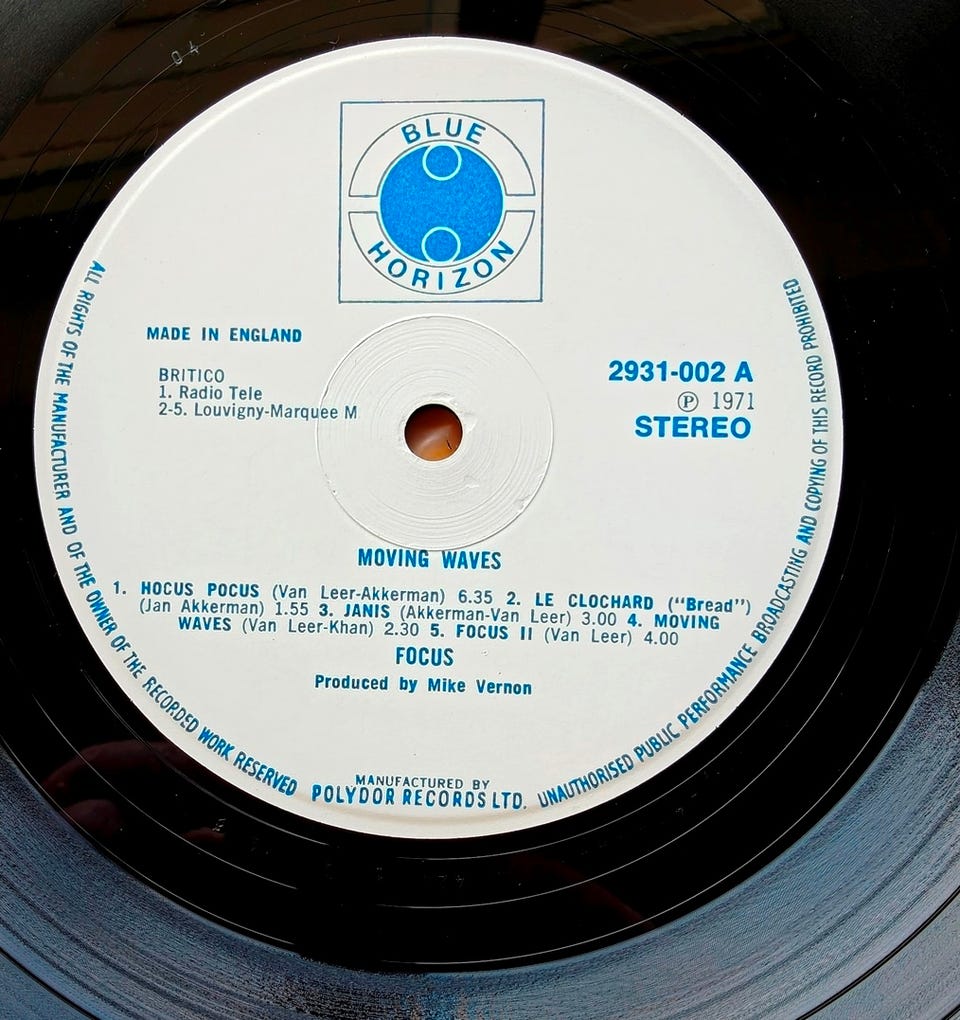 BLUE
HORIZON
MADE IN ENGLAND
BRITICO
1. Radio Tele
2-5. Louvigny-Marquee M
2931-002 A
Ⓟ 1971
STEREO
MOVING WAVES
1. HOCUS POCUS (Van Leer-Akkerman) 6.35 2. LE CLOCHARD ("Bread")
(Jan Akkerman) 1.55 3. JANIS (Akkerman-Van Leer) 3.00 4. MOVING
WAVES (Van Leer-Khan) 2.30 5. FOCUS II (Van Leer) 4.00
FOCUS
Produced by Mike Vernon
ALL RIGHTS OF THE MANUFACTURER AND OF THE OWNER OF THE RECORDED WORK RESERVED
MANUFACTURED BY
POLYDOR RECORDS LTD.
UNAUTHORISED PUBLIC PERFORMANCE BROADCASTING AND COPYING OF THIS RECORD PROHIBITED